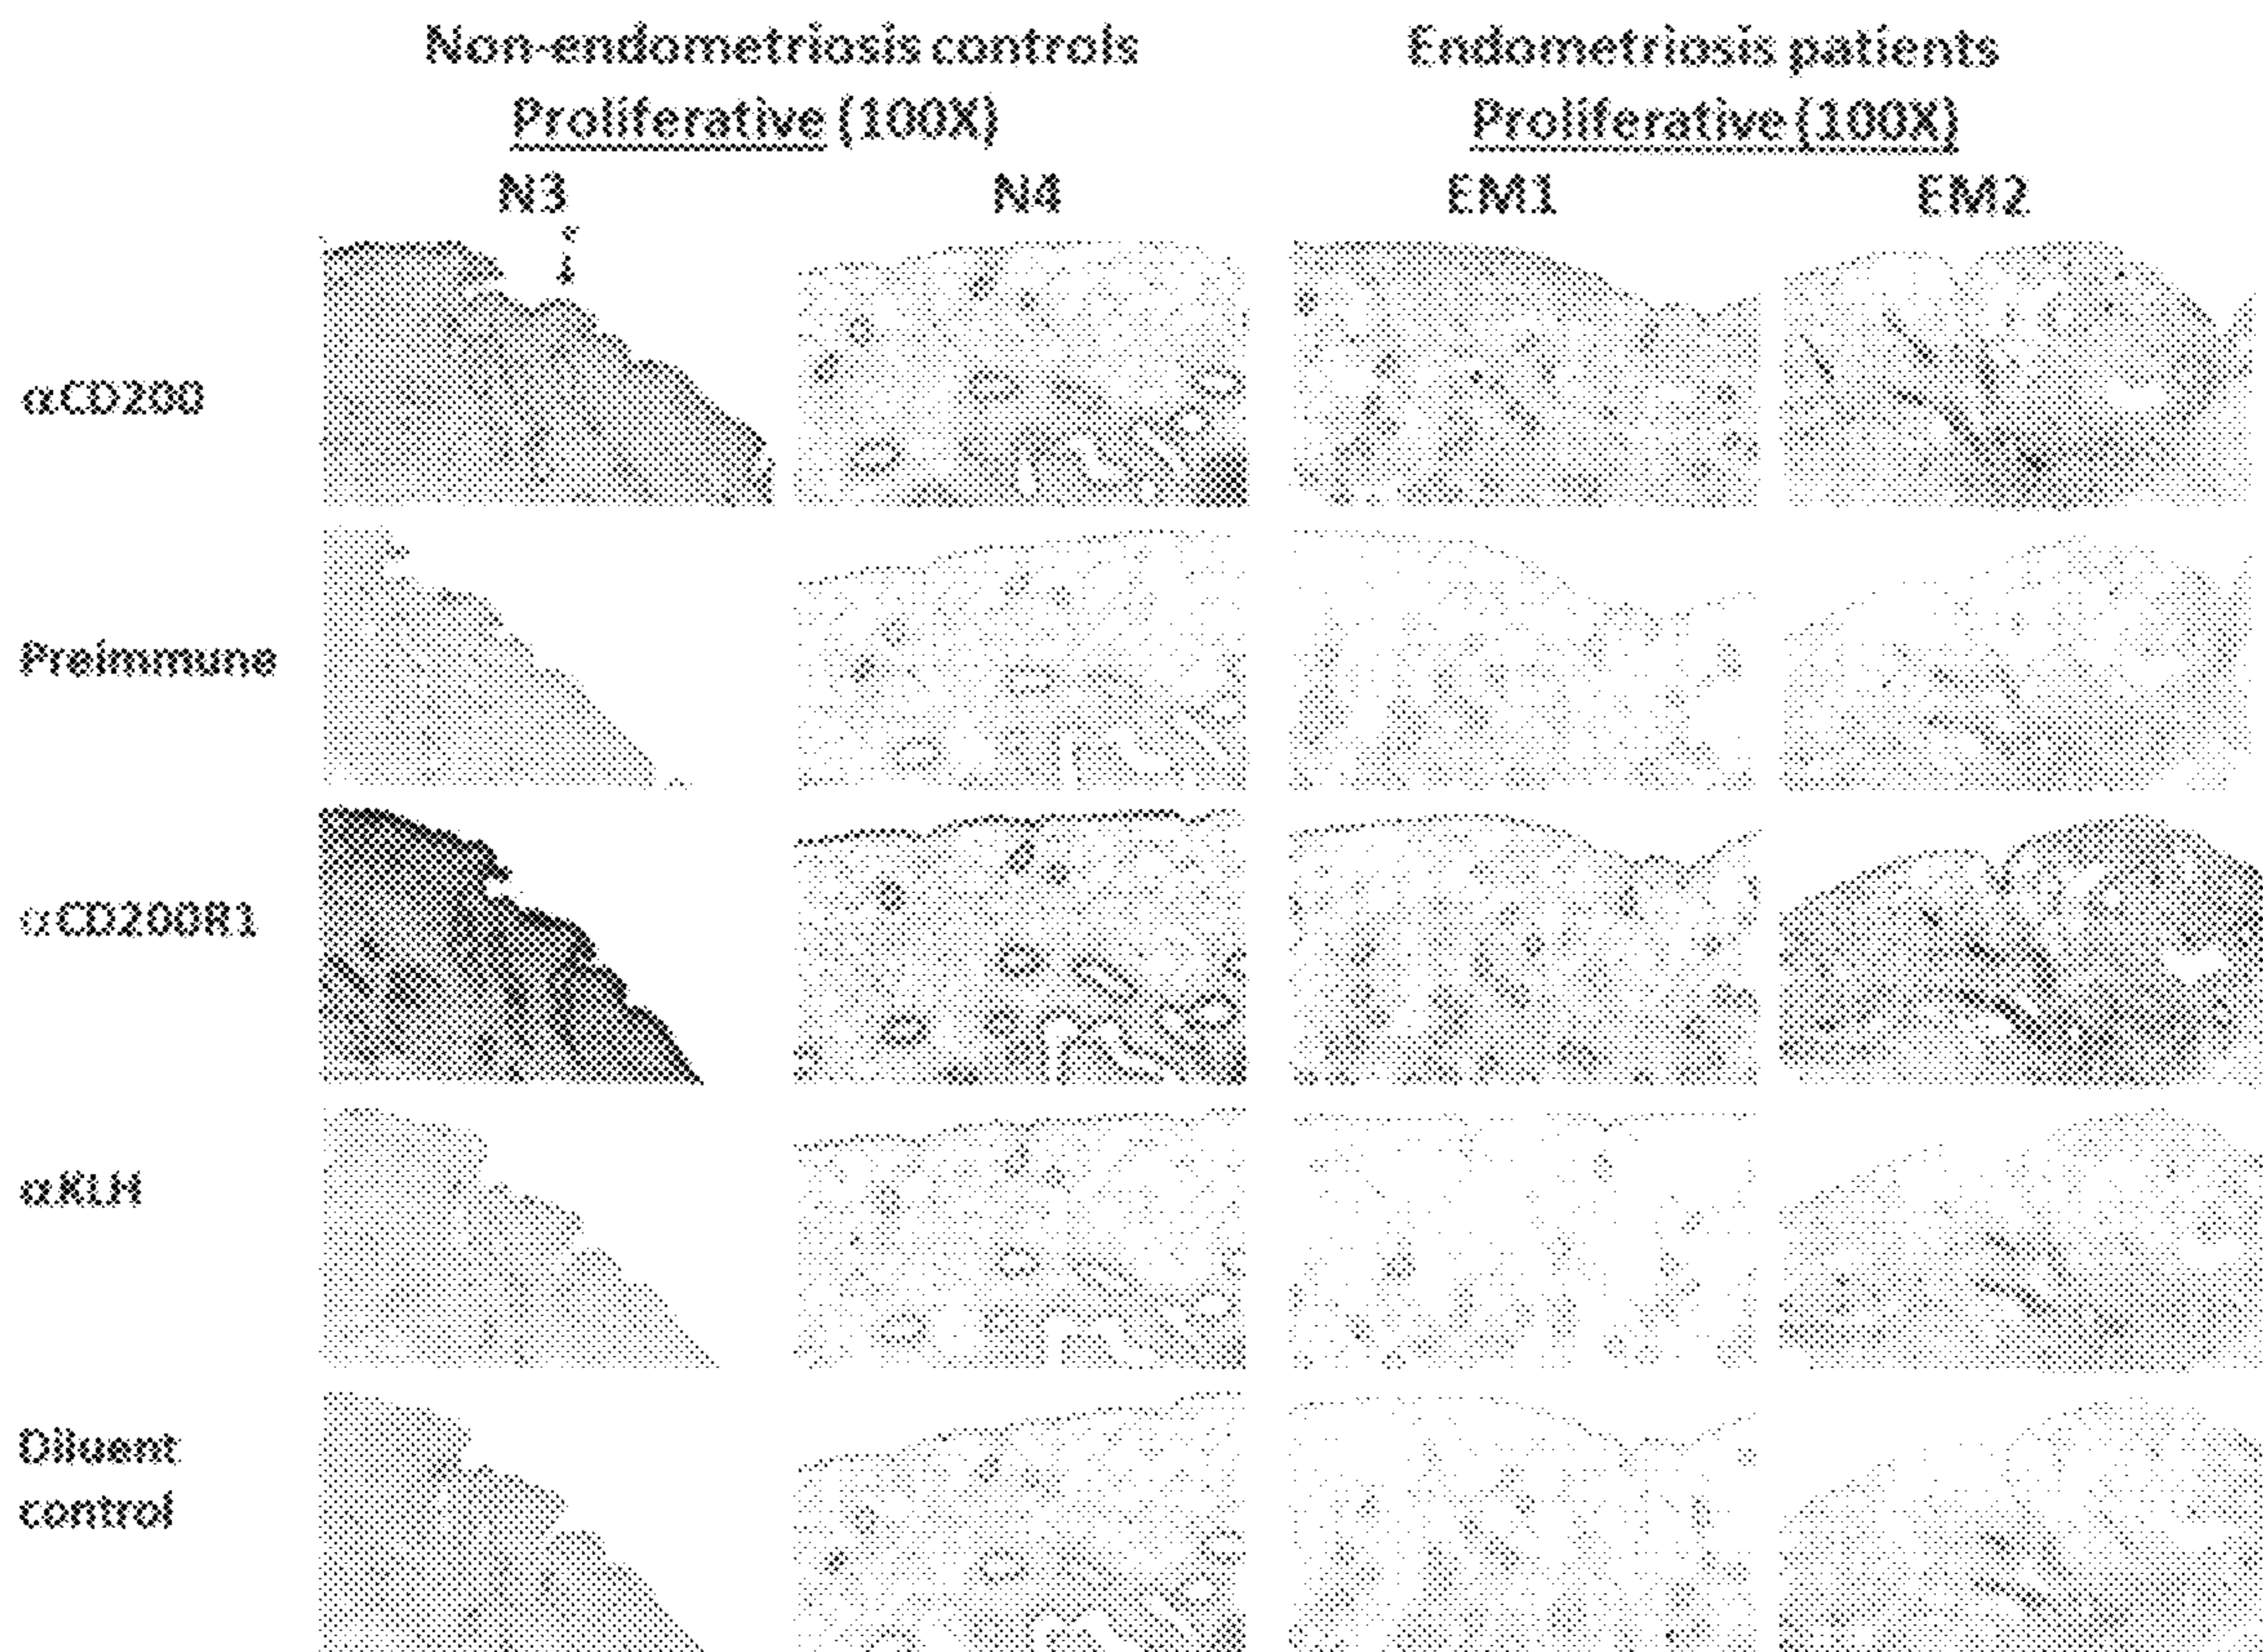 Non-endometriosis controls
Proliferative (100X)
Endometriosis patients
Proliferative (100X)
N3
N4
EM1
EM2
αCD200
Preimmune
αCD200R1
αKLH
Diluent
control